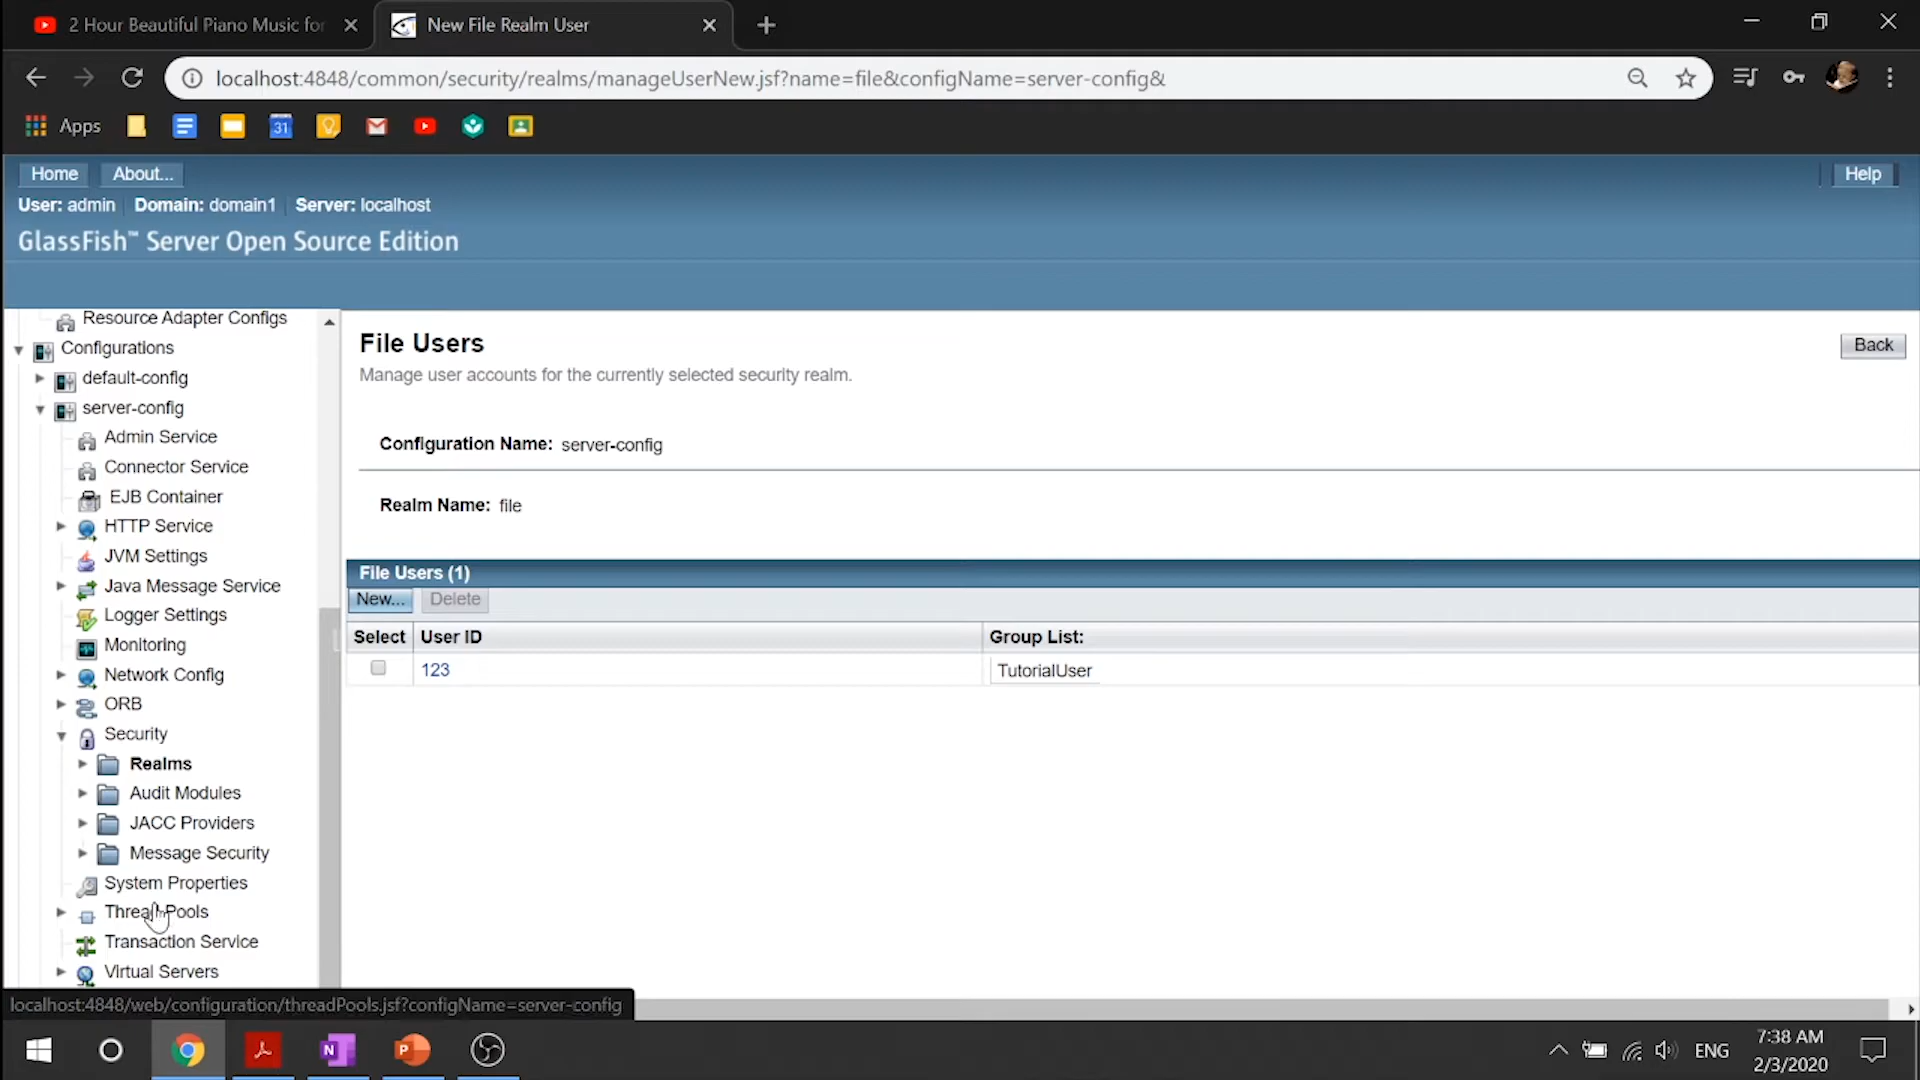 2 Hour Beautiful Piano Music for
New File Realm User
localhost:4848/common/security/realms/manageUserNew.jsf?name=file&configName=server-config&
Apps
31
Home
About...
Help
User: admin
Domain: domain1
Server: localhost
GlassFish™ Server Open Source Edition
Resource Adapter Configs
Configurations
default-config
server-config
Admin Service
Connector Service
EJB Container
HTTP Service
JVM Settings
Java Message Service
Logger Settings
Monitoring
Network Config
ORB
Security
Realms
Audit Modules
JACC Providers
Message Security
System Properties
Thread Pools
Transaction Service
Virtual Servers
File Users
Back
Manage user accounts for the currently selected security realm.
Configuration Name: server-config
Realm Name: file
File Users (1)
New...
Delete
Select
User ID
Group List:
123
TutorialUser
localhost:4848/web/configuration/threadPools.jsf?configName=server-config
N
P
ENG
7:38 AM
2/3/2020